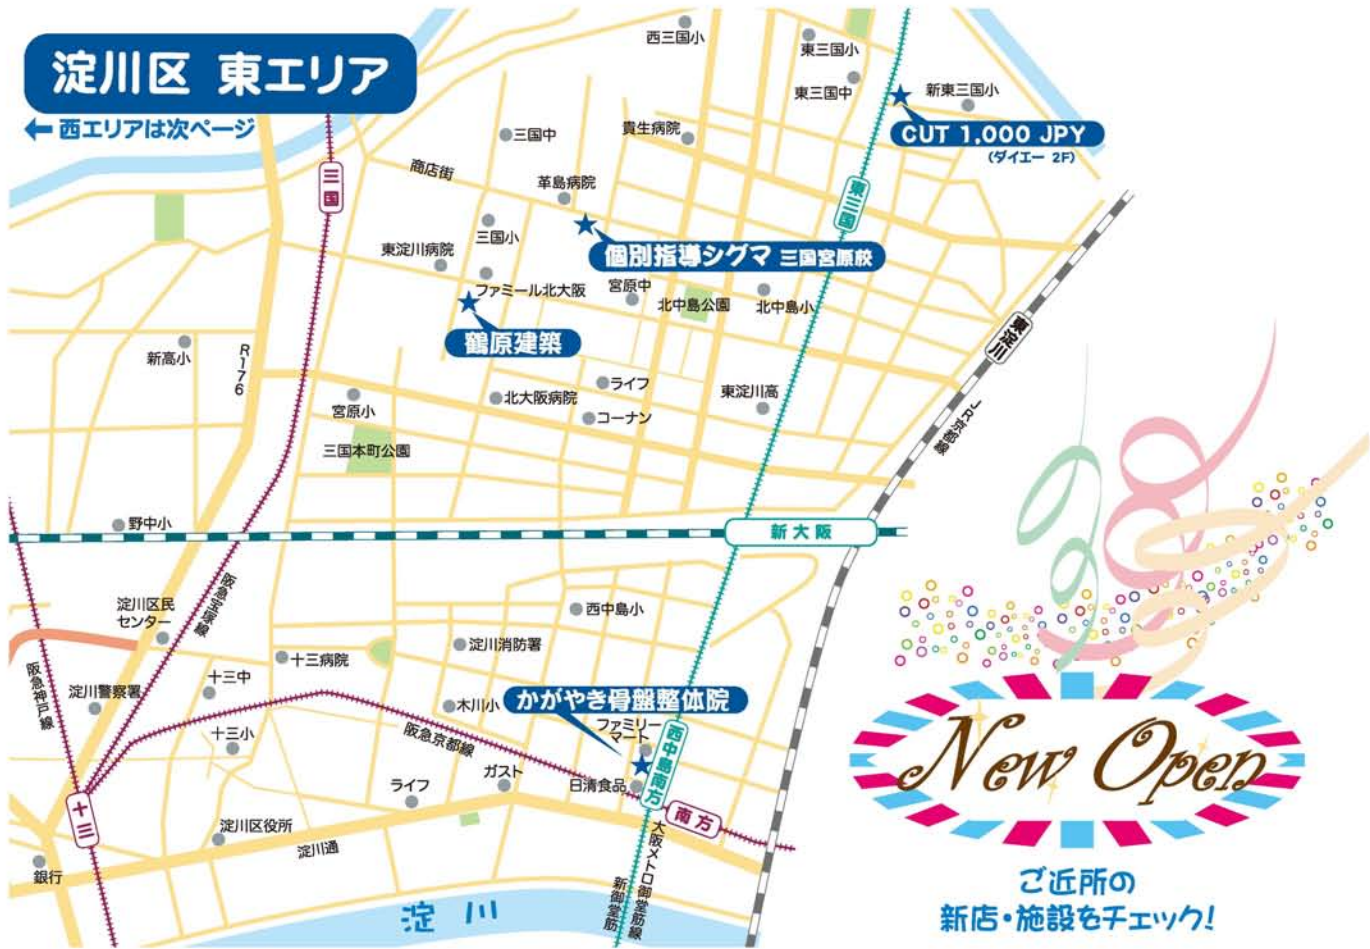 淀川区 東エリア
← 西エリアは次ページ
西三国小
東三国小
東三国中
新東三国小
CUT 1,000 JPY
(ダイエー 2F)
三国中
貴生病院
商店街
三国
革島病院
東三国
三国小
東淀川病院
個別指導シグマ 三国宮原校
ファミール北大阪
宮原中
北中島公園
北中島小
鶴原建築
東淀川
新高小
R176
ライフ
東淀川高
宮原小
北大阪病院
コーナン
JR京都線
三国本町公園
野中小
新大阪
阪急宝塚線
淀川区民
センター
西中島小
淀川消防署
十三病院
阪急神戸線
淀川警察署
十三中
木川小
かがやき骨盤整体院
ファミリー
マート
西中島南方
十三小
阪急京都線
ガスト
日清食品
ライフ
南方
十三
淀川区役所
淀川通
銀行
大阪メトロ御堂筋線
新御堂筋
淀川
New Open
ご近所の
新店・施設をチェック!